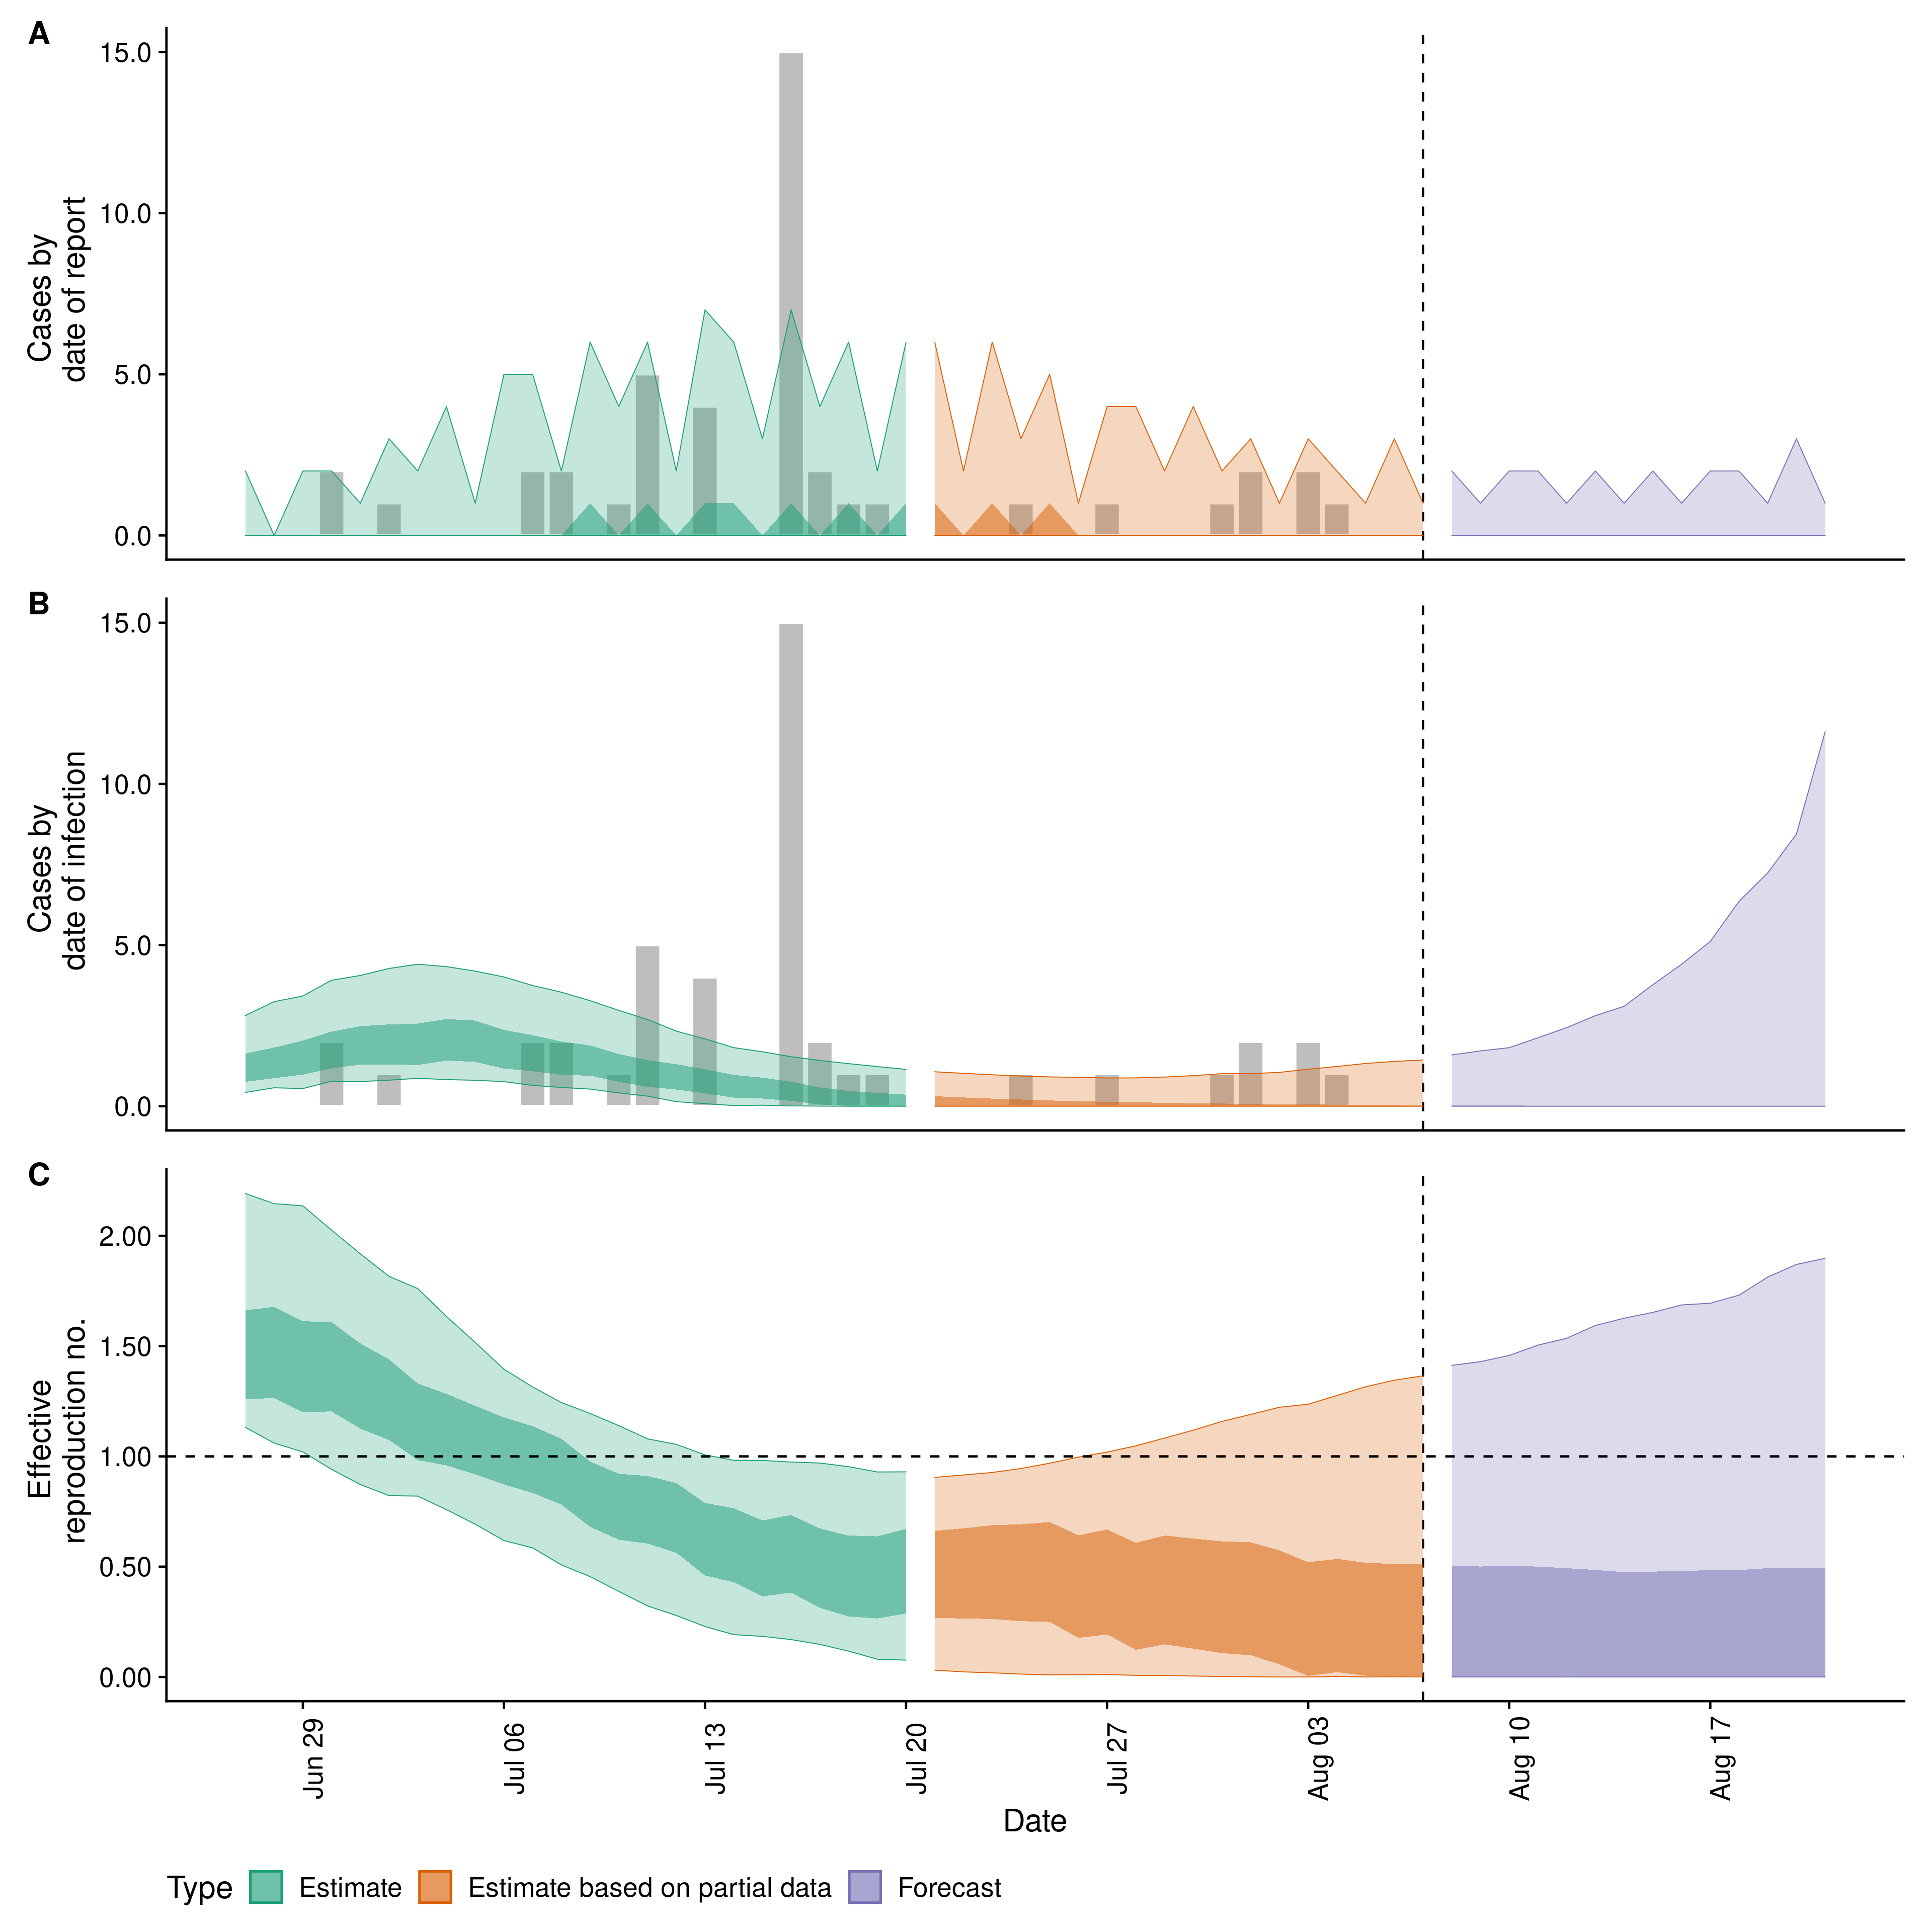 A
Cases by
date of report
15.0
10.0
5.0
0.0
B
Cases by
date of infection
15.0
10.0
5.0
0.0
C
Effective
reproduction no.
2.00
1.50
1.00
0.50
0.00
Jun 29
Jul 06
Jul 13
Jul 20
Jul 27
Aug 03
Aug 10
Aug 17
Date
Type Estimate Estimate based on partial data Forecast